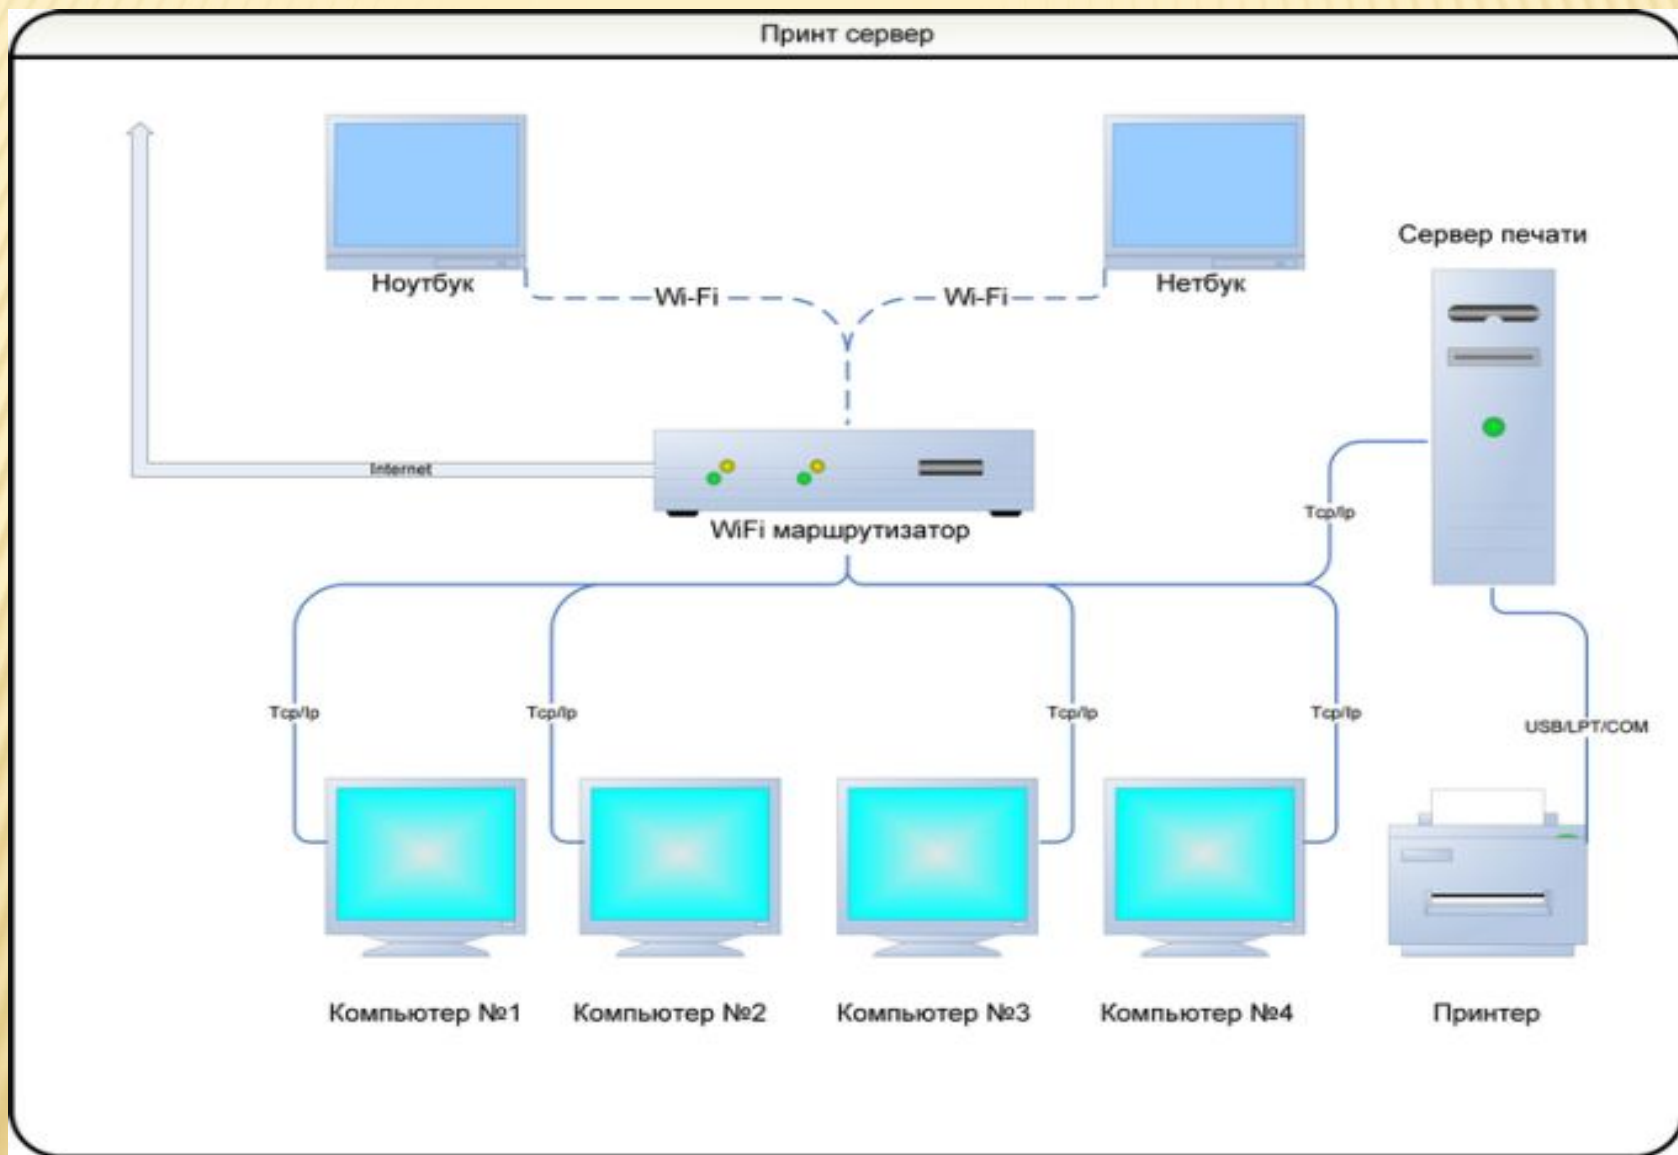 Принт сервер
Сервер печати
Ноутбук
Нетбук
Wi-Fi
Wi-Fi
Internet
Tcp/Ip
WiFi маршрутизатор
Tcp/Ip
Tcp/Ip
Tcp/Ip
Tcp/Ip
USB/LPT/COM
Компьютер №1
Компьютер №2
Компьютер №3
Компьютер №4
Принтер